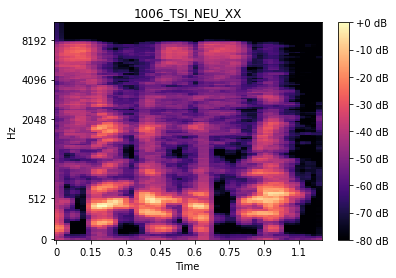 1006_TSI_NEU_XX
8192
4096
2048
1024
512
0
Hz
0 0.15 0.3 0.45 0.6 0.75 0.9 1.1
Time
+0 dB
-10 dB
-20 dB
-30 dB
-40 dB
-50 dB
-60 dB
-70 dB
-80 dB